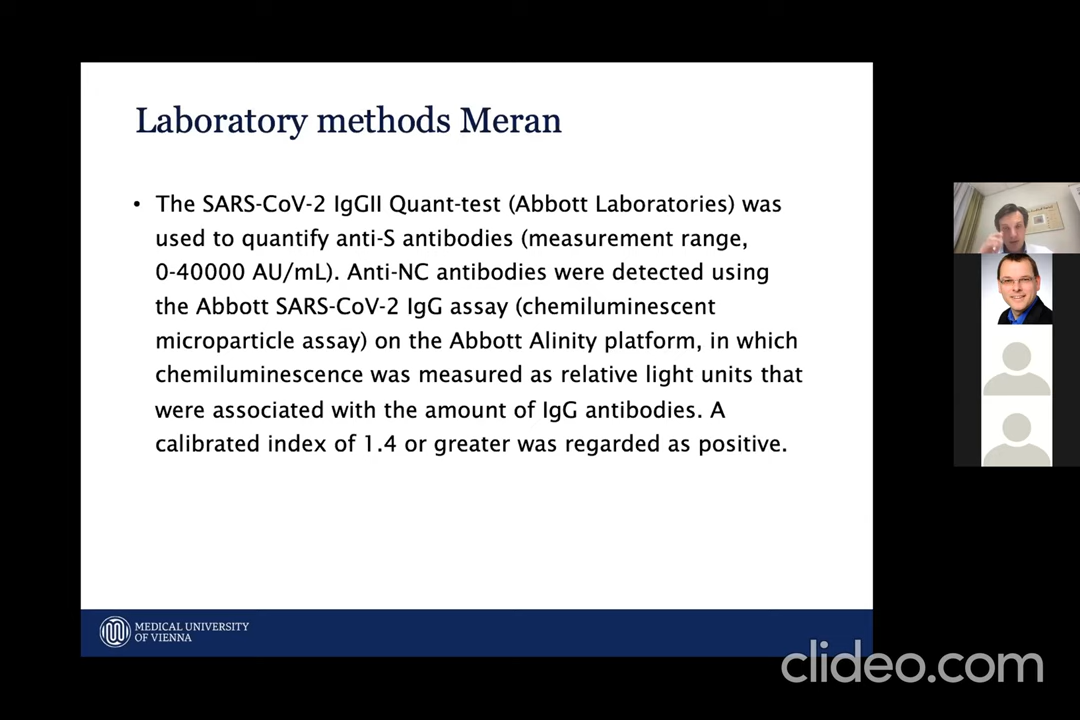 Laboratory methods Meran
• The SARS-CoV-2 IgGII Quant-test (Abbott Laboratories) was
used to quantify anti-S antibodies (measurement range,
0-40000 AU/mL). Anti-NC antibodies were detected using
the Abbott SARS-CoV-2 IgG assay (chemiluminescent
microparticle assay) on the Abbott Alinity platform, in which
chemiluminescence was measured as relative light units that
were associated with the amount of IgG antibodies. A
calibrated index of 1.4 or greater was regarded as positive.
MEDICAL UNIVERSITY
OF VIENNA
clideo.com